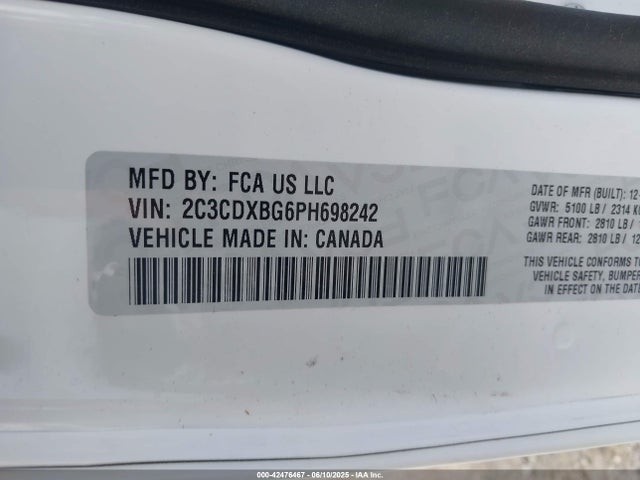 MFD BY: FCA US LLC
VIN: 2C3CDXBG6PH698242
VEHICLE MADE IN: CANADA
DATE OF MFR (BUILT): 12-
GVWR: 5100 LB / 2314 KG
GAWR FRONT: 2810 LB / 1
GAWR REAR: 2810 LB / 12
THIS VEHICLE CONFORMS TO
VEHICLE SAFETY, BUMPER
IN EFFECT ON THE DATE
000-42476467 - 06/10/2025 - IAA Inc.